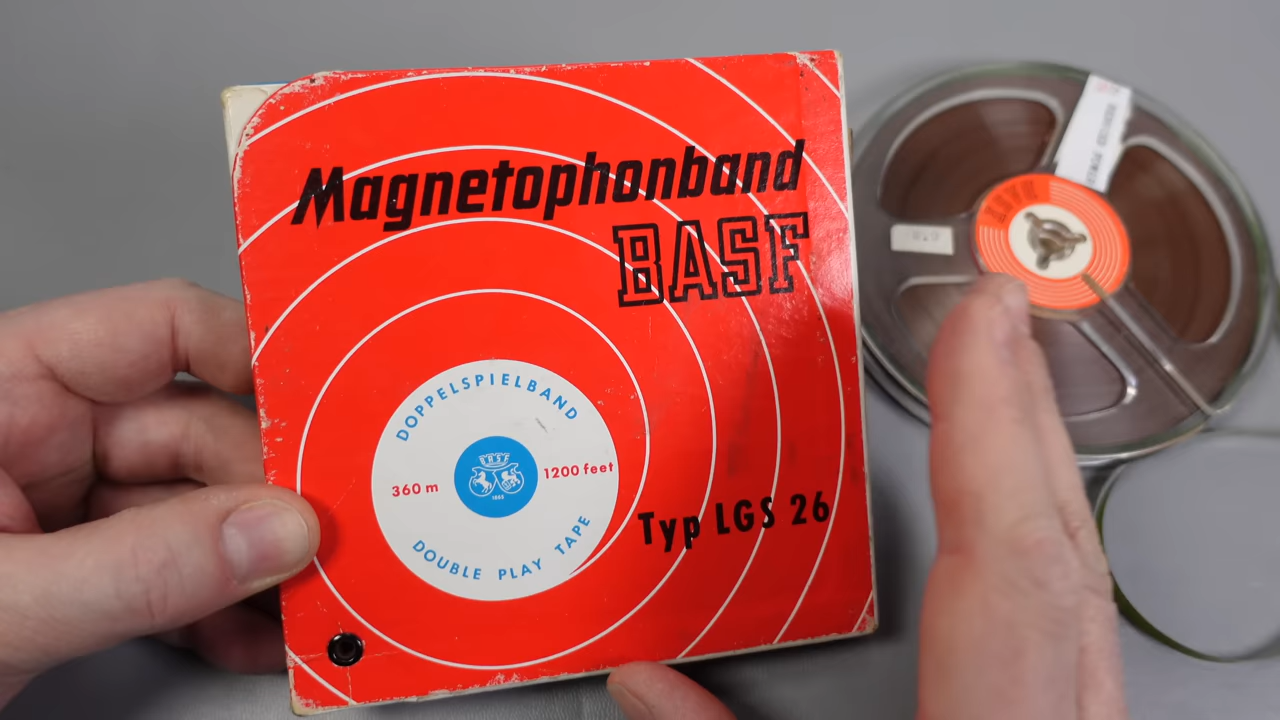 Magnetophonband
BASF
DOPPELSPIELBAND
360 m
1200 feet
DOUBLE PLAY TAPE
Typ LGS 26